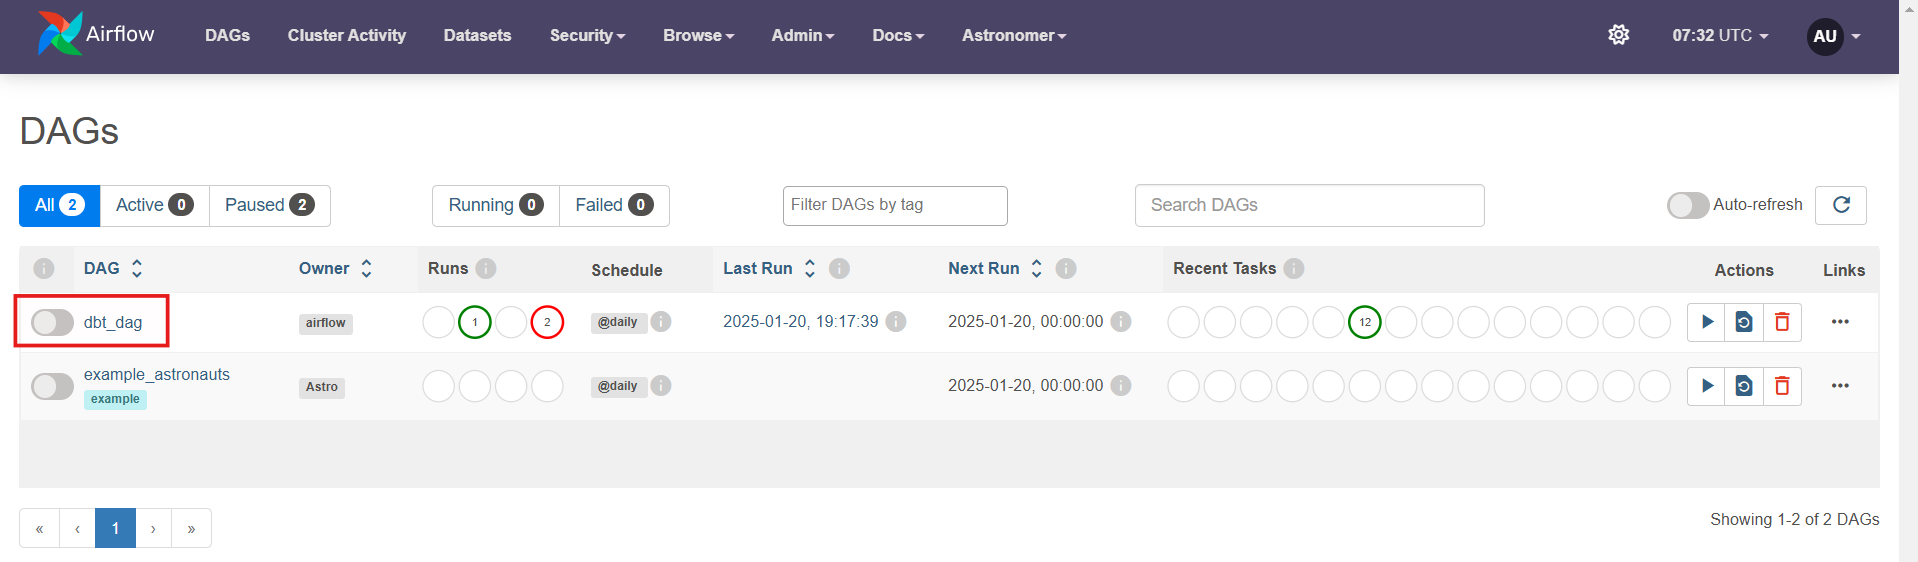 Airflow DAGs Cluster Activity Datasets Security Browse Admin Docs Astronomer 07:32 UTC AU
DAGs
All 2 Active 0 Paused 2 Running 0 Failed 0 Filter DAGs by tag Search DAGs Auto-refresh
i DAG Owner Runs i Schedule Last Run i Next Run i Recent Tasks i Actions Links
dbt_dag airflow 1 2 @daily i 2025-01-20, 19:17:39 i 2025-01-20, 00:00:00 i 12 •••
example_astronauts Astro @daily i 2025-01-20, 00:00:00 i •••
example
« ‹ 1 › » Showing 1-2 of 2 DAGs